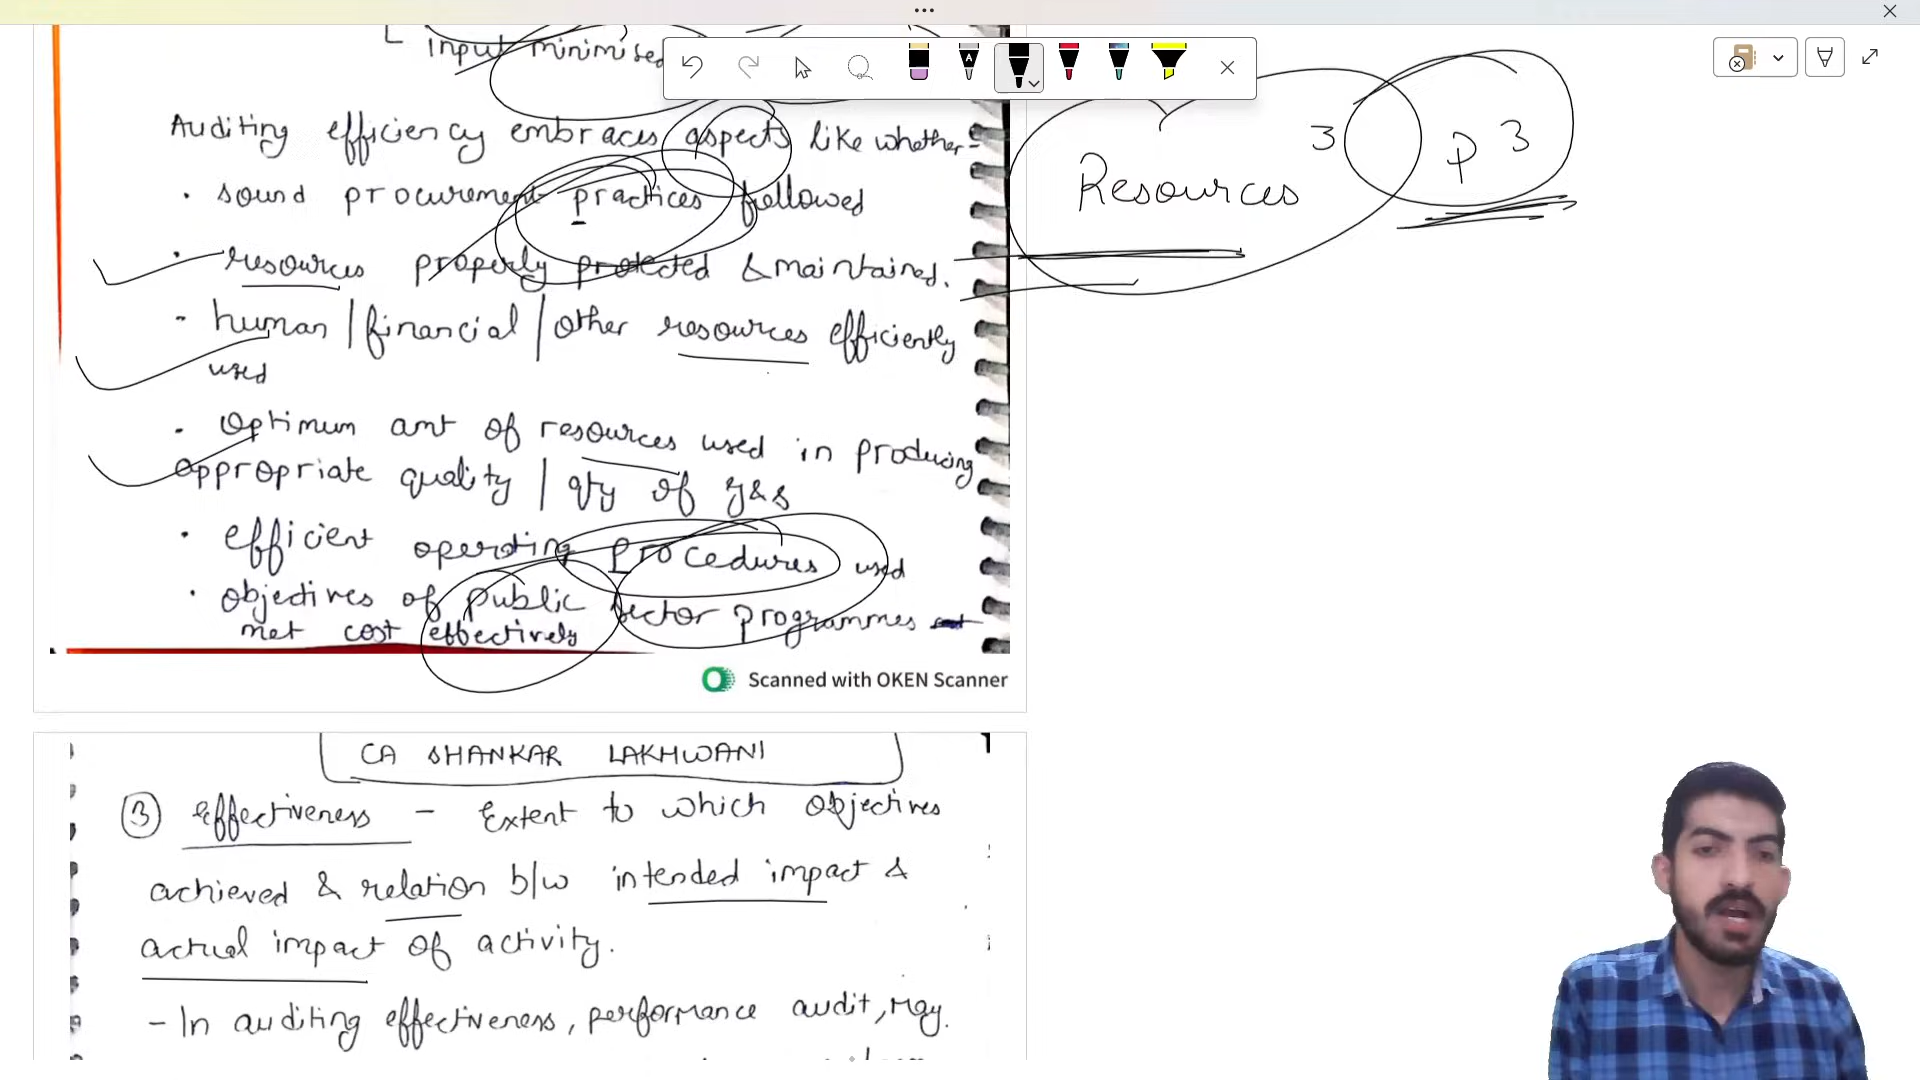 input minimised
Auditing efficiency embraces aspects like whether-
• sound procurement practices followed
• resources properly protected & maintained.
- human / financial / other resources efficiently
used
• Optimum amt of resources used in producing
appropriate quality / qty of g&s
• efficient operating procedures used
• objectives of public sector programmes
met cost effectively
Scanned with OKEN Scanner
Resources 3
P 3
CA SHANKAR LAKHWANI
③ Effectiveness - Extent to which objectives
achieved & relation b/w intended impact &
actual impact of activity.
- In auditing effectiveness, performance audit, may